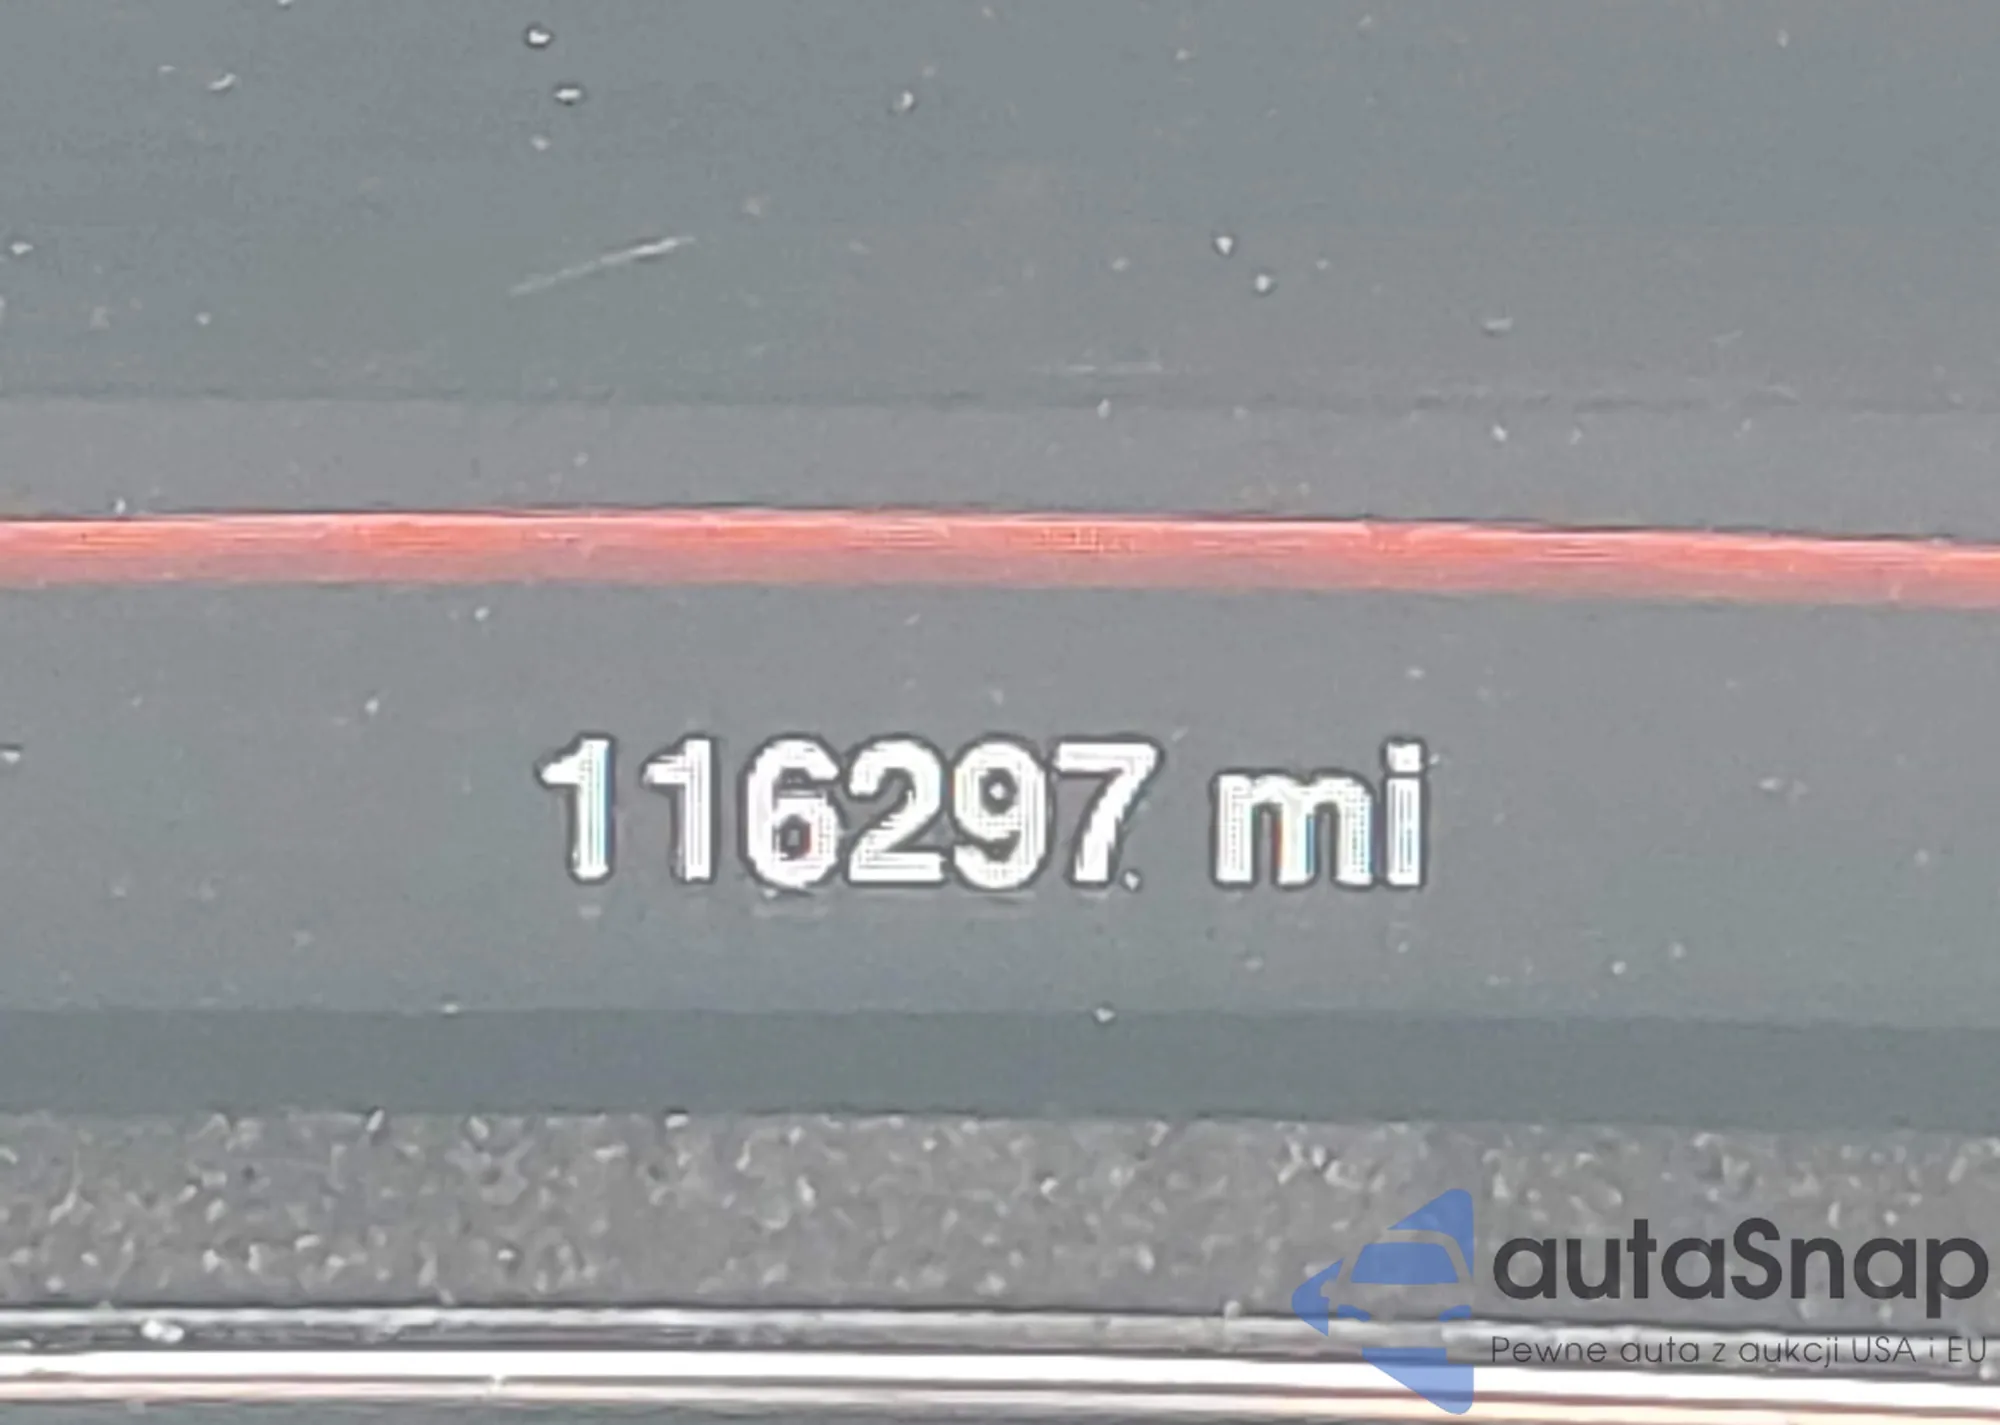 116297 mi
autaSnap
Pewne auta z aukcji USA i EU